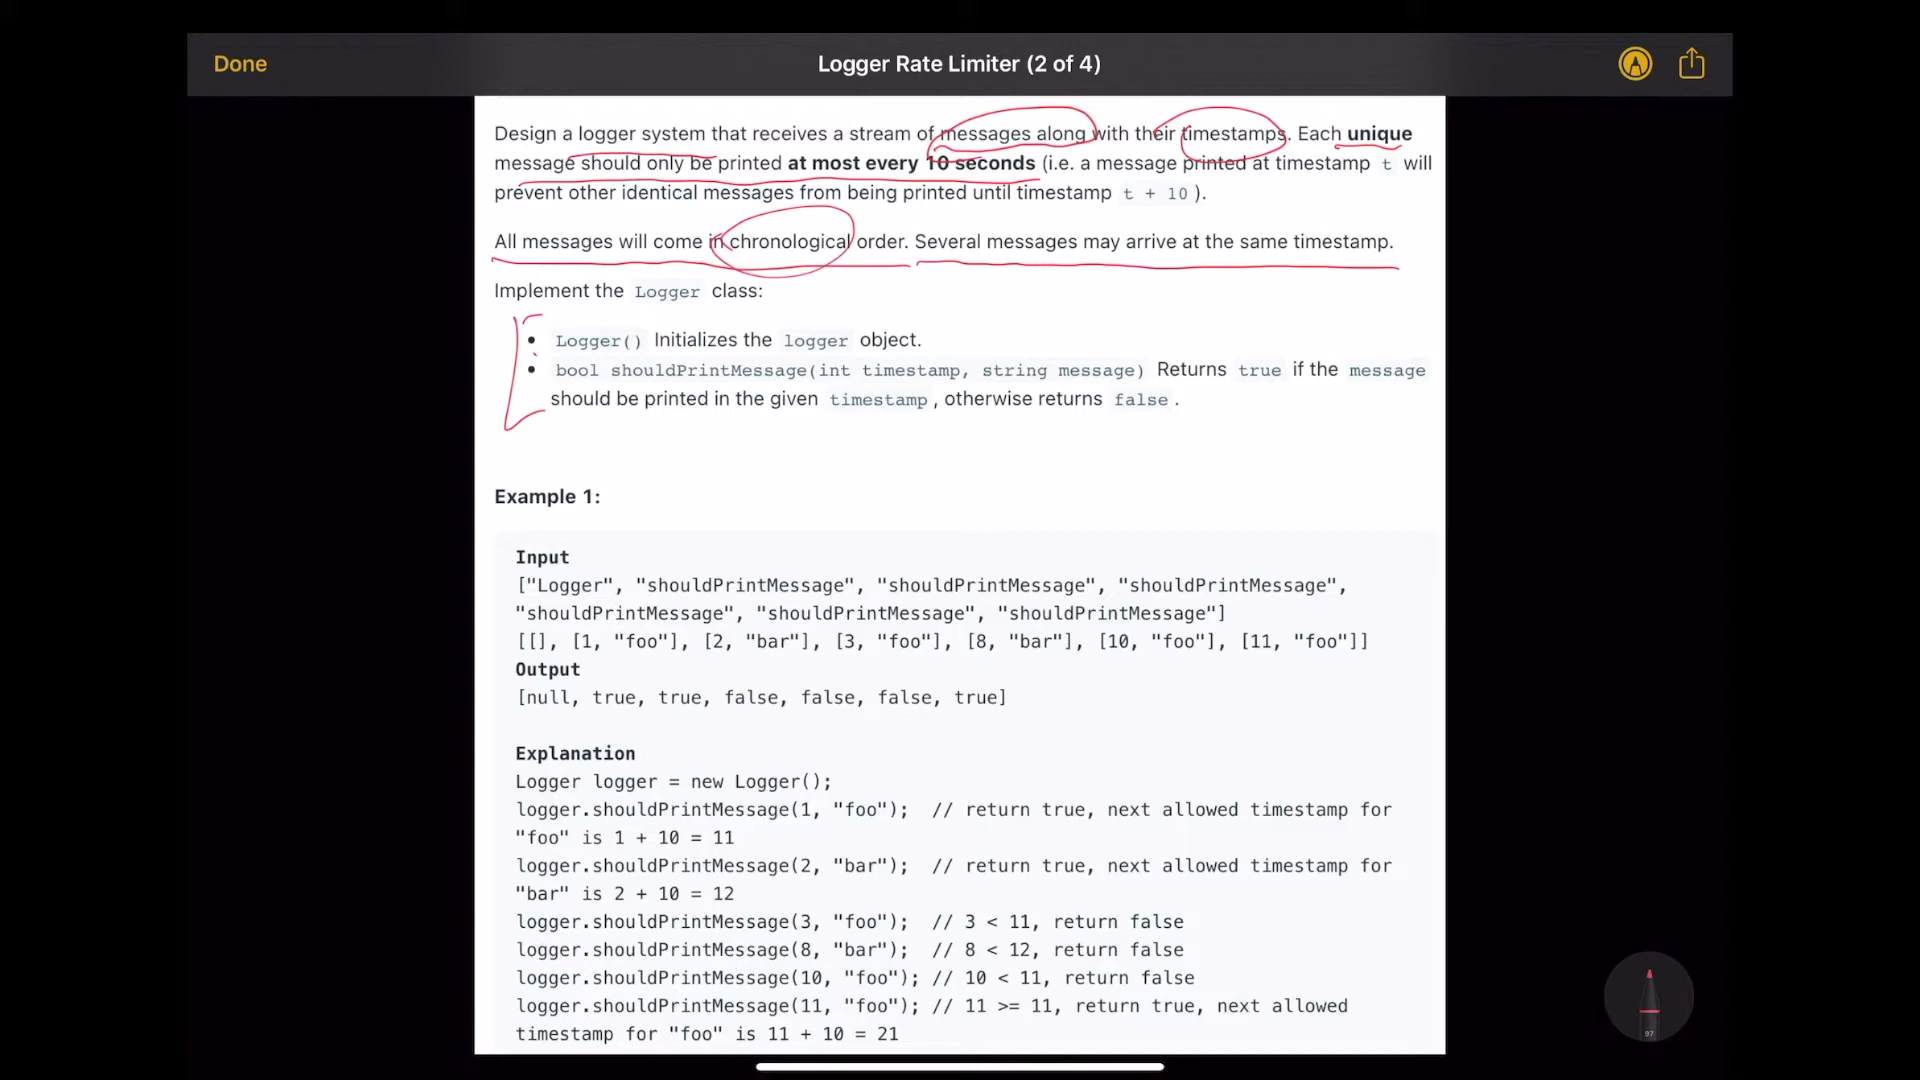 Done
Logger Rate Limiter (2 of 4)
Design a logger system that receives a stream of messages along with their timestamps. Each unique
message should only be printed at most every 10 seconds (i.e. a message printed at timestamp t will
prevent other identical messages from being printed until timestamp t + 10 ).
All messages will come in chronological order. Several messages may arrive at the same timestamp.
Implement the Logger class:
• Logger() Initializes the logger object.
• bool shouldPrintMessage(int timestamp, string message) Returns true if the message
should be printed in the given timestamp , otherwise returns false .
Example 1:
Input
["Logger", "shouldPrintMessage", "shouldPrintMessage", "shouldPrintMessage",
"shouldPrintMessage", "shouldPrintMessage", "shouldPrintMessage"]
[[], [1, "foo"], [2, "bar"], [3, "foo"], [8, "bar"], [10, "foo"], [11, "foo"]]
Output
[null, true, true, false, false, false, true]
Explanation
Logger logger = new Logger();
logger.shouldPrintMessage(1, "foo");  // return true, next allowed timestamp for
"foo" is 1 + 10 = 11
logger.shouldPrintMessage(2, "bar");  // return true, next allowed timestamp for
"bar" is 2 + 10 = 12
logger.shouldPrintMessage(3, "foo");  // 3 < 11, return false
logger.shouldPrintMessage(8, "bar");  // 8 < 12, return false
logger.shouldPrintMessage(10, "foo"); // 10 < 11, return false
logger.shouldPrintMessage(11, "foo"); // 11 >= 11, return true, next allowed
timestamp for "foo" is 11 + 10 = 21
97